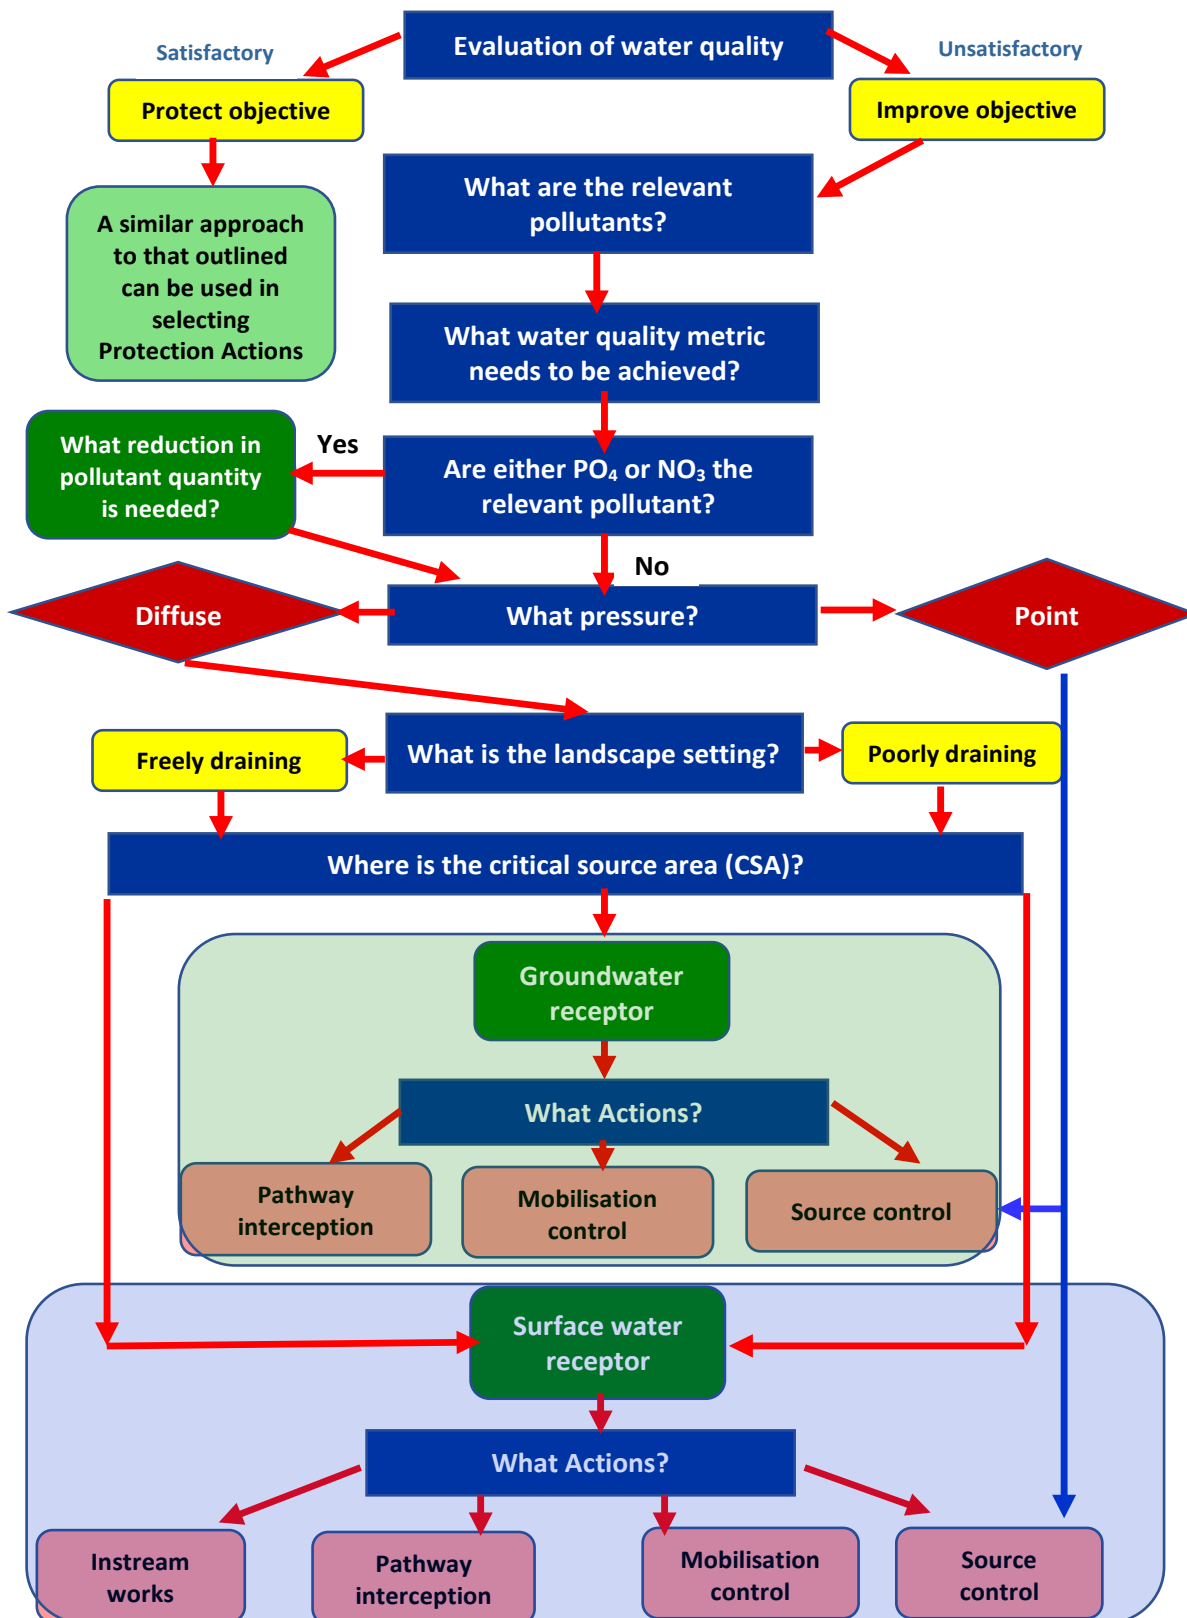 Evaluation of water quality
Satisfactory
Unsatisfactory
Protect objective
Improve objective
What are the relevant
pollutants?
A similar approach
to that outlined
can be used in
selecting
Protection Actions
What water quality metric
needs to be achieved?
What reduction in
pollutant quantity
is needed?
Yes
Are either PO₄ or NO₃ the
relevant pollutant?
No
Diffuse
What pressure?
Point
Freely draining
What is the landscape setting?
Poorly draining
Where is the critical source area (CSA)?
Groundwater
receptor
What Actions?
Pathway
interception
Mobilisation
control
Source control
Surface water
receptor
What Actions?
Instream
works
Pathway
interception
Mobilisation
control
Source
control